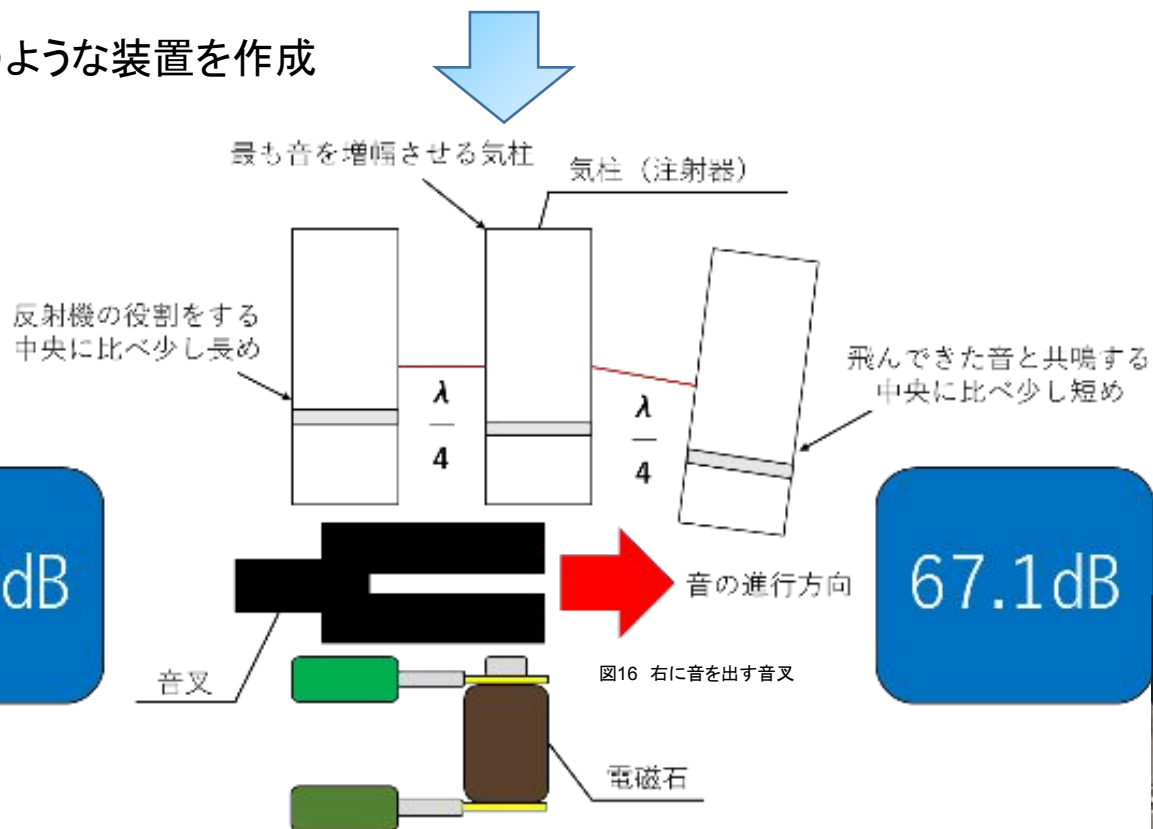 ような装置を作成
最も音を増幅させる気柱
気柱（注射器）
反射機の役割をする
中央に比べ少し長め
飛んできた音と共鳴する
中央に比べ少し短め
λ
4
λ
4
dB
67.1dB
音の進行方向
音叉
図16 右に音を出す音叉
電磁石